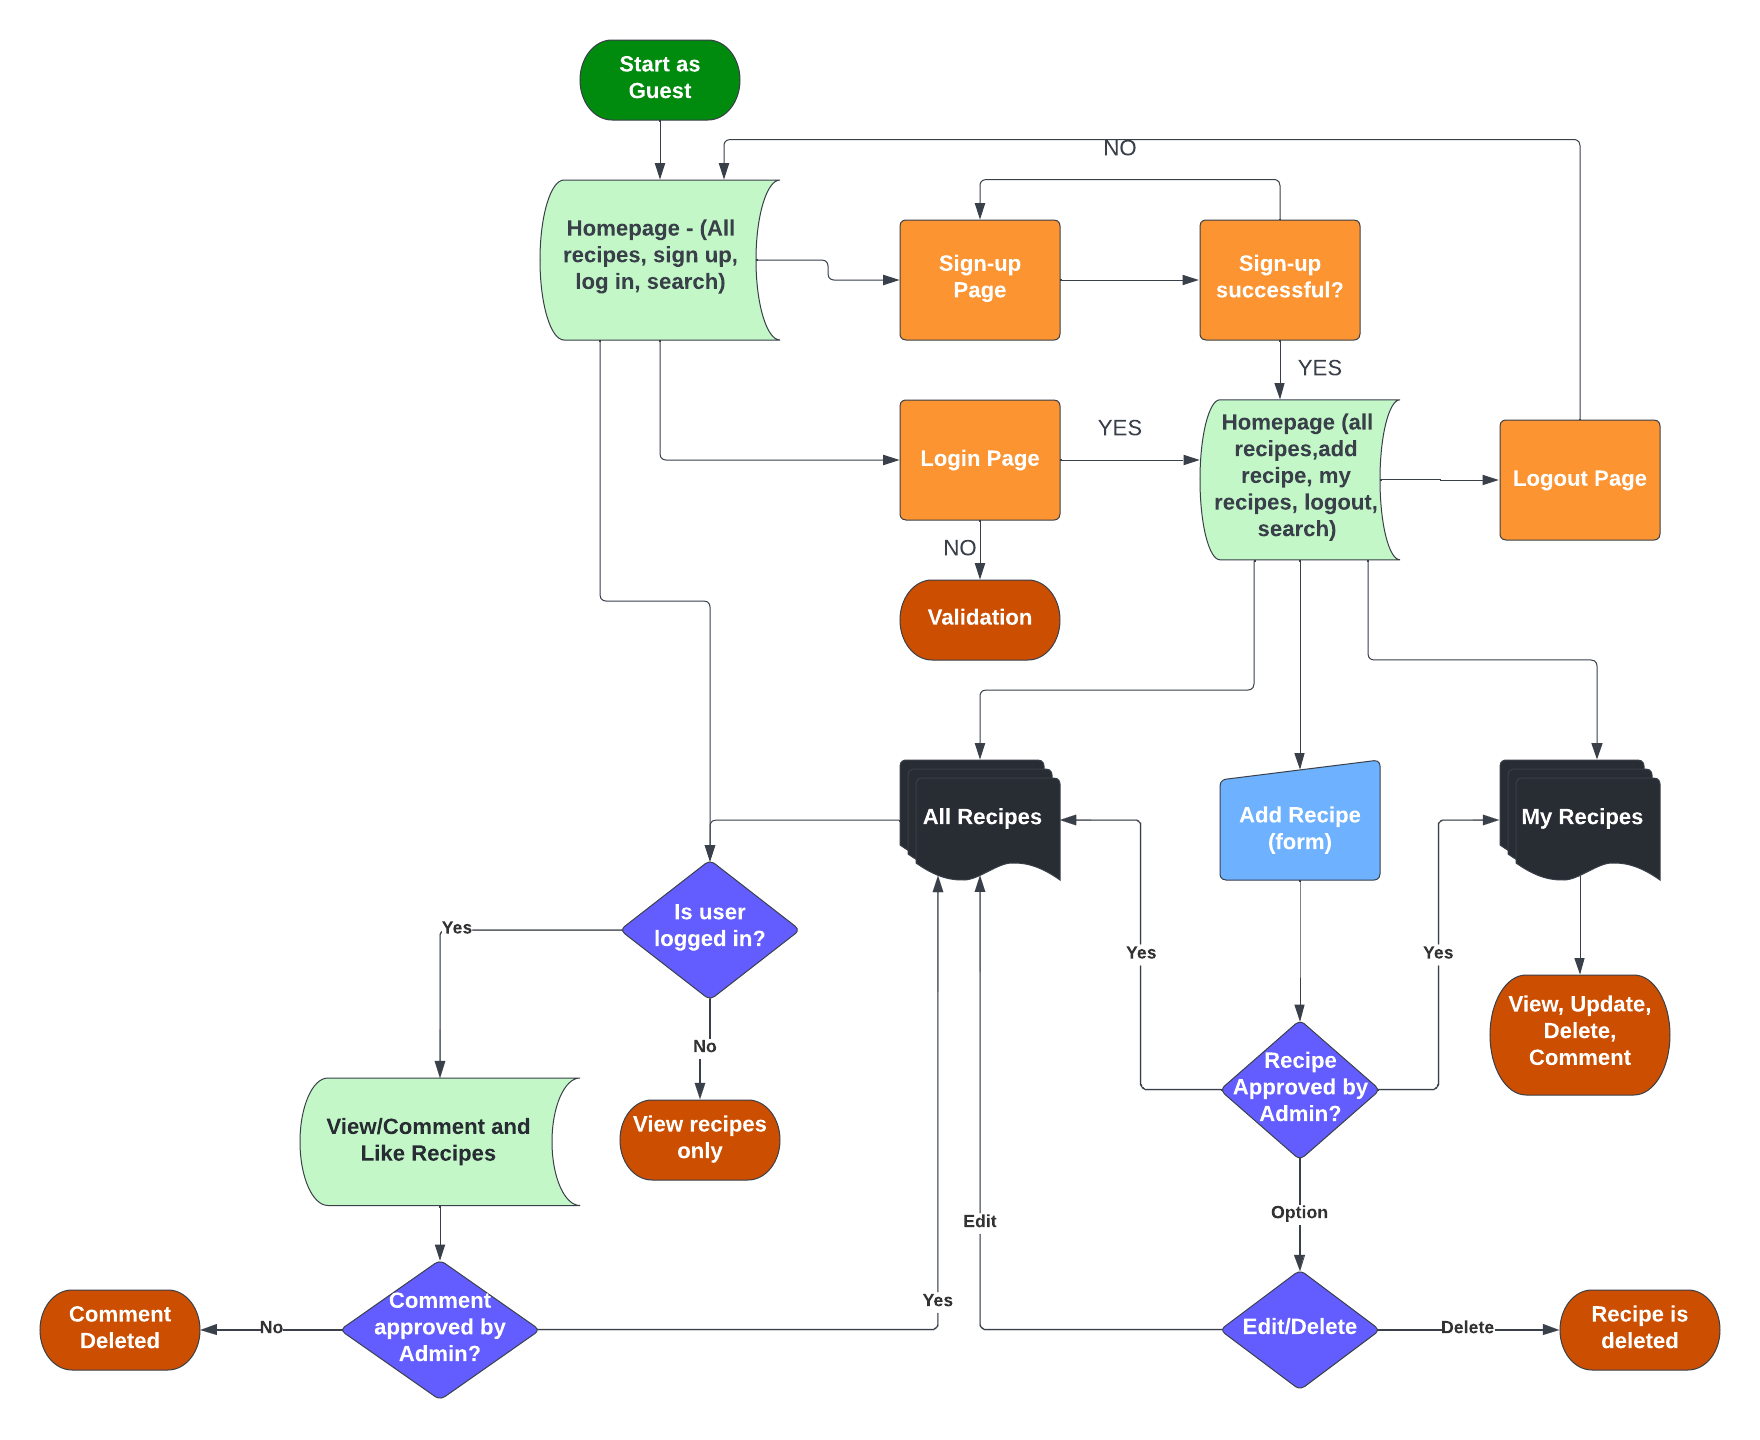 Start as
Guest
NO
Homepage - (All
recipes, sign up,
log in, search)
Sign-up
Page
Sign-up
successful?
YES
Login Page
YES
Homepage (all
recipes,add
recipe, my
recipes, logout,
search)
Logout Page
NO
Validation
All Recipes
Add Recipe
(form)
My Recipes
Is user
logged in?
Yes
No
Yes
Yes
View, Update,
Delete,
Comment
Recipe
Approved by
Admin?
View/Comment and
Like Recipes
View recipes
only
Option
Edit
Yes
Comment
Deleted
No
Comment
approved by
Admin?
Edit/Delete
Delete
Recipe is
deleted